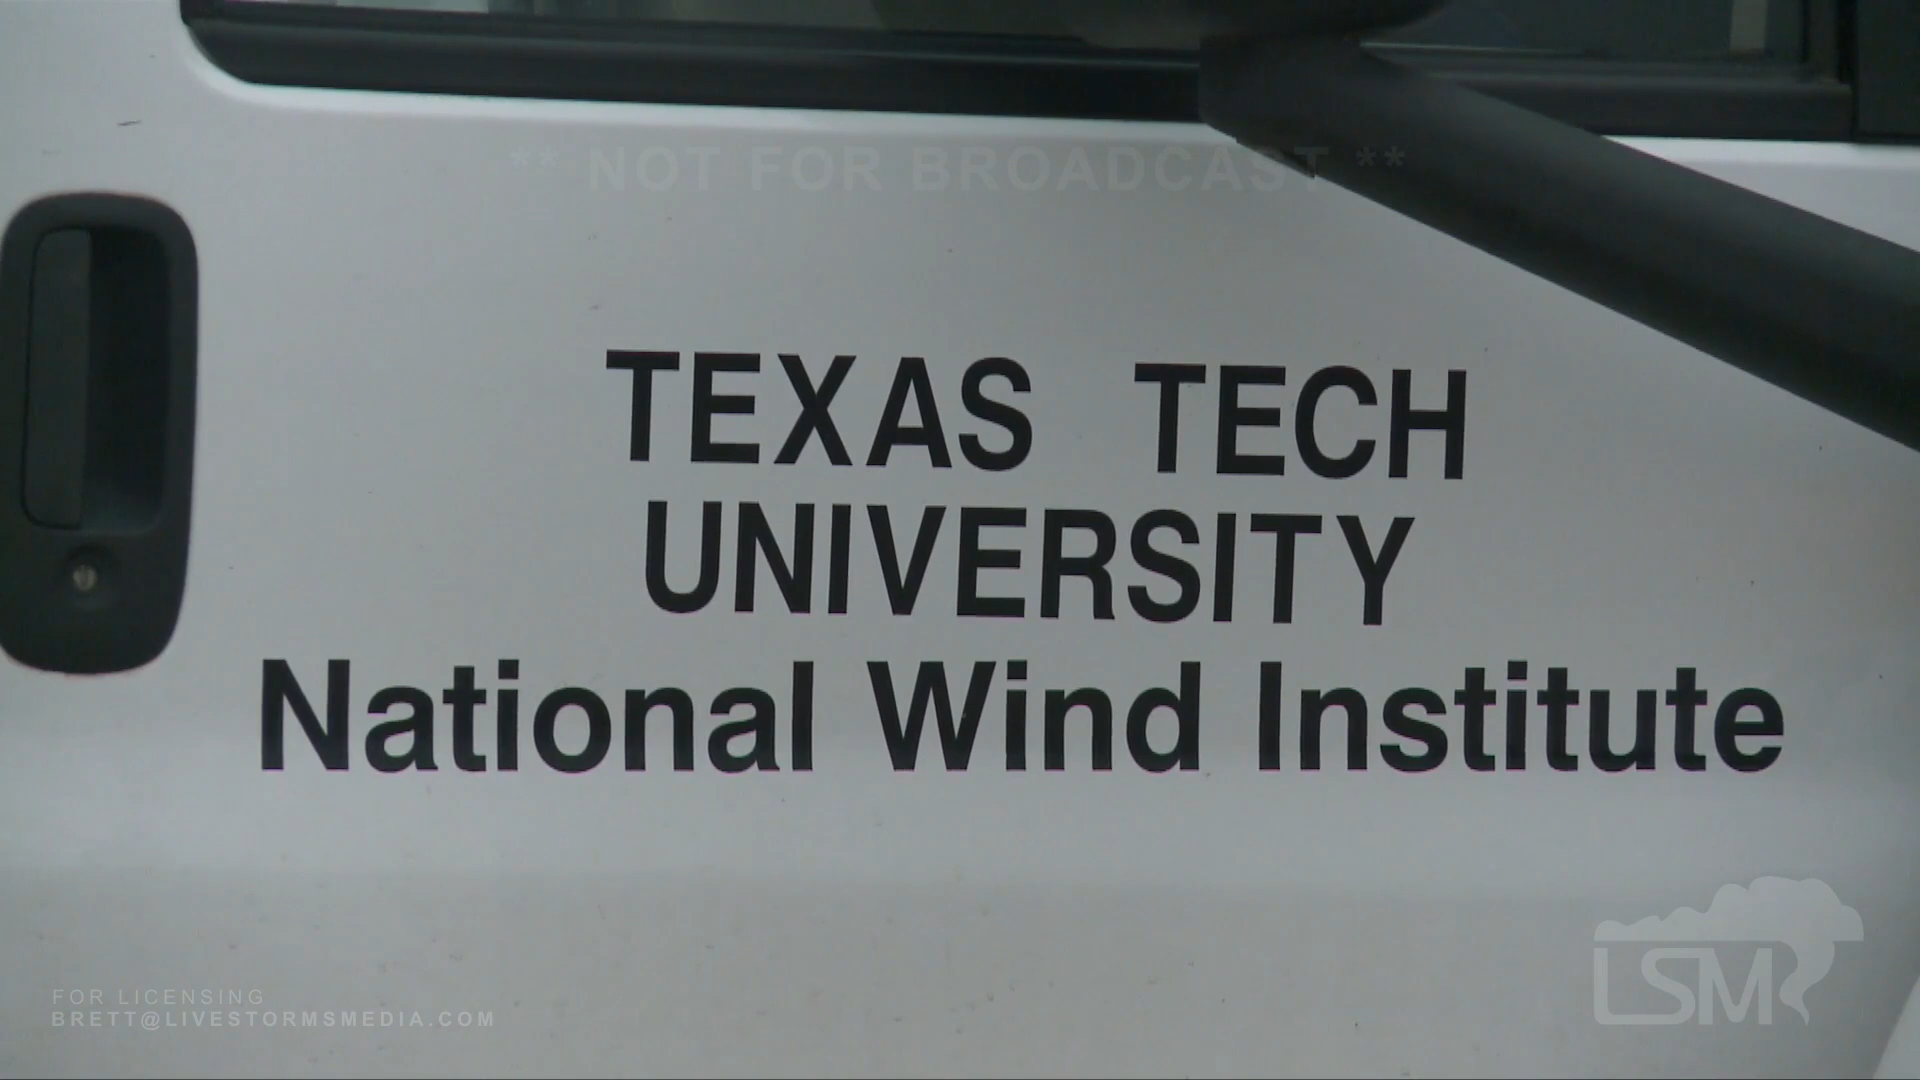 ** NOT FOR BROADCAST **
TEXAS TECH
UNIVERSITY
National Wind Institute
LSM
FOR LICENSING
BRETT@LIVESTORMSMEDIA.COM